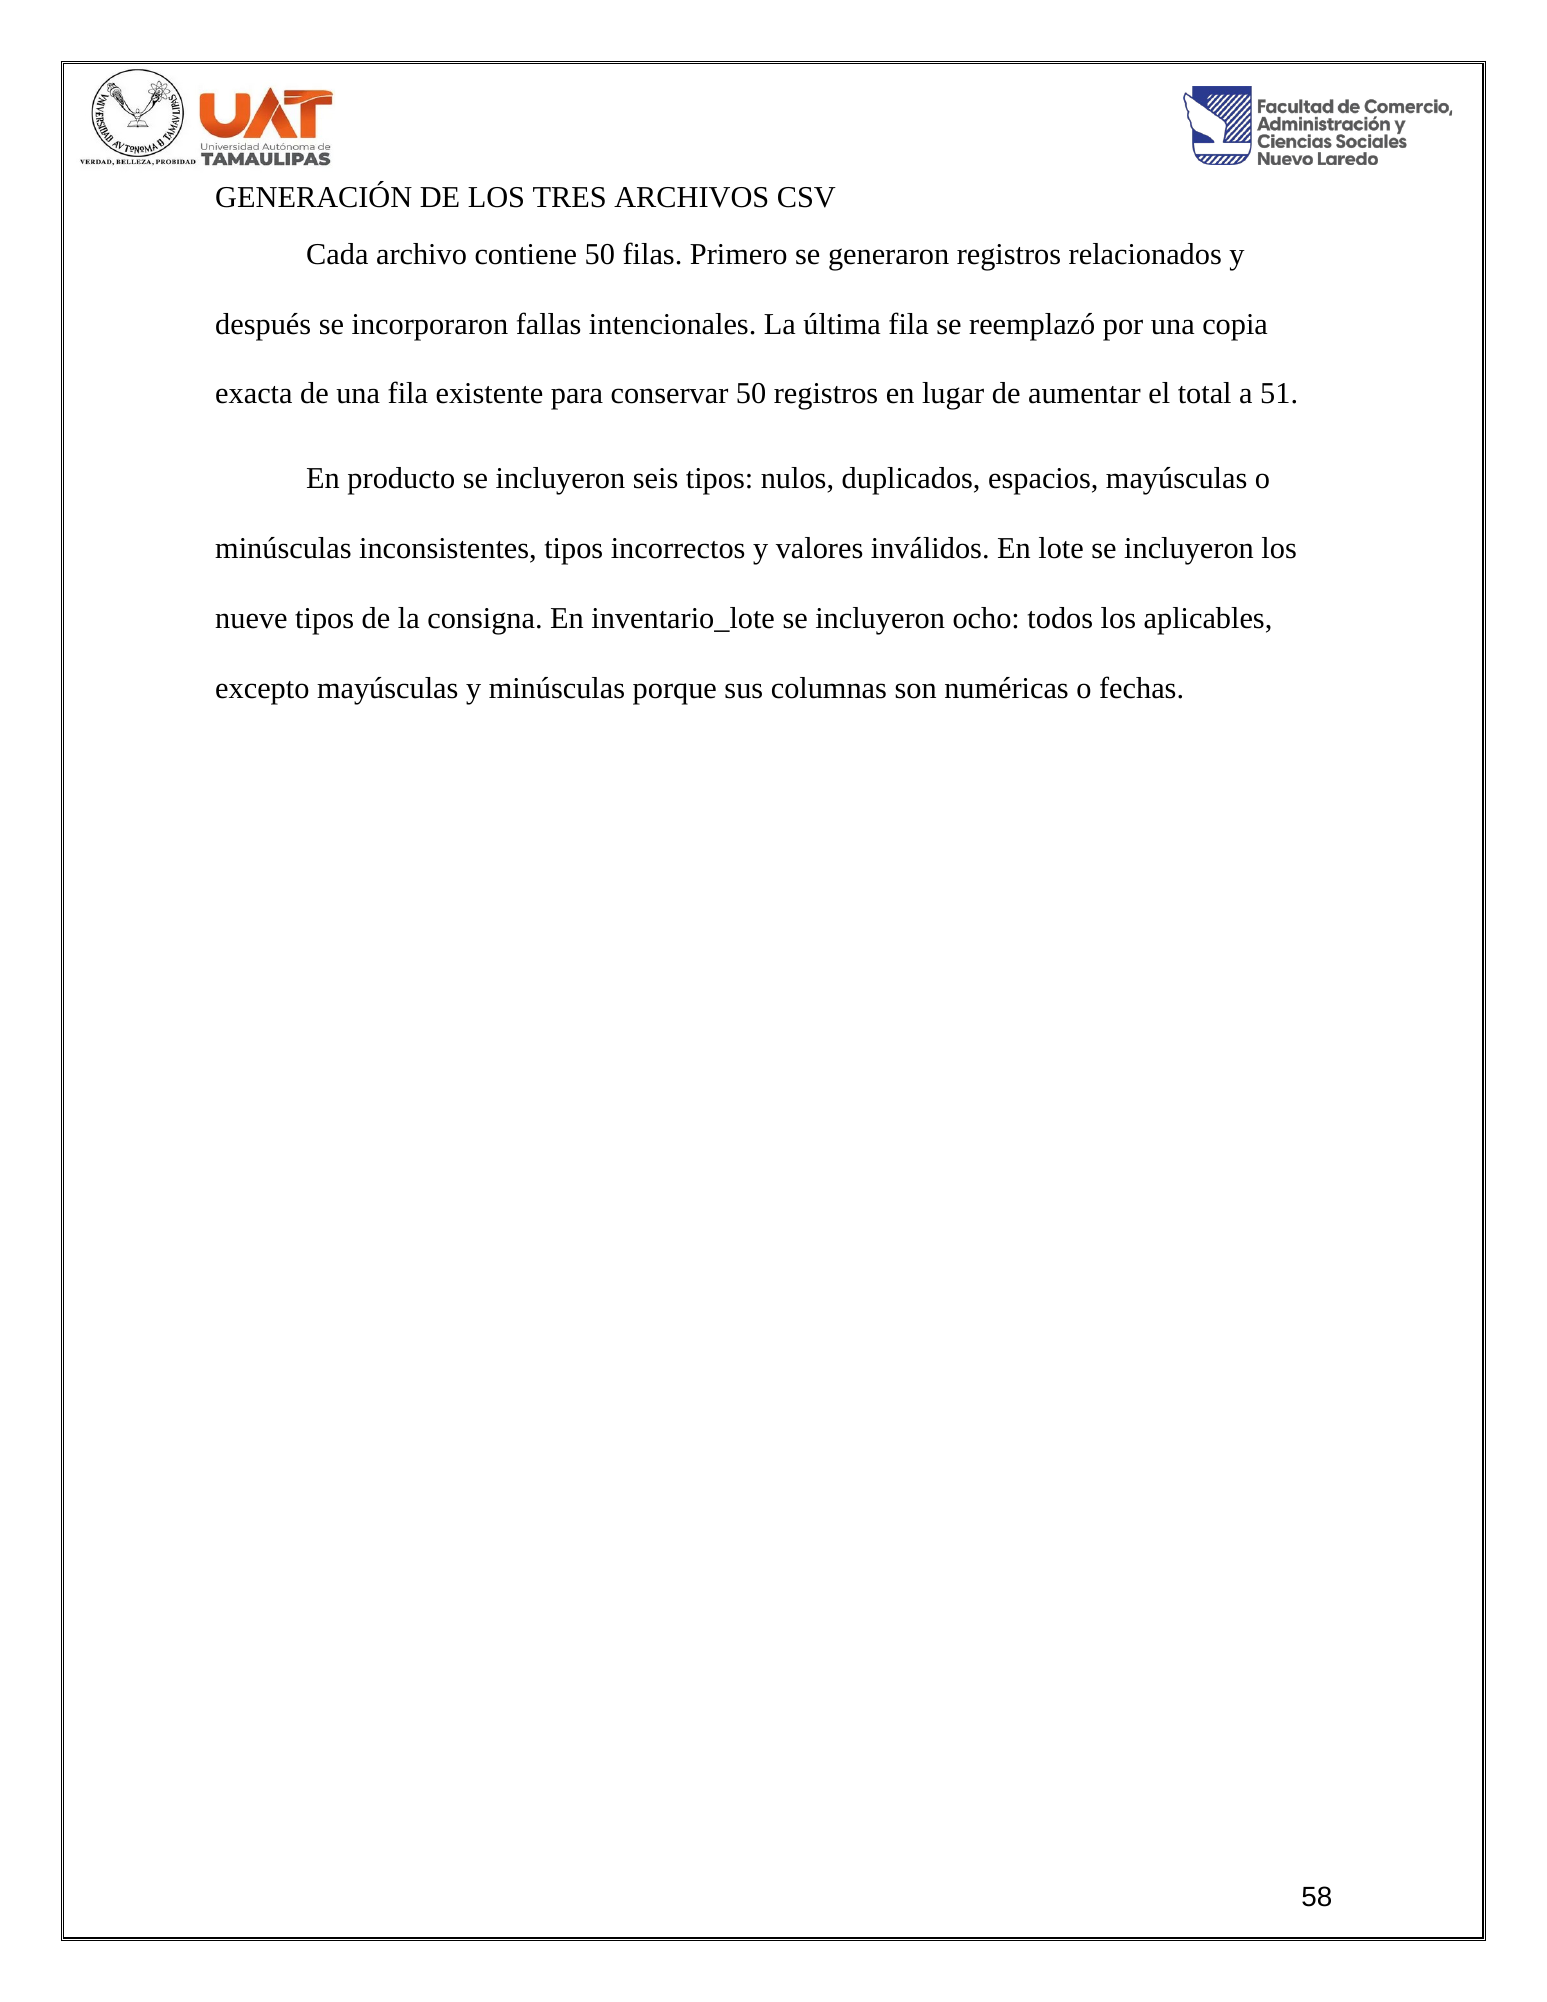 VNIVERSIDAD AVTONOMA D TAMAVLIPAS
VERDAD, BELLEZA, PROBIDAD
UAT
Universidad Autónoma de
TAMAULIPAS
Facultad de Comercio,
Administración y
Ciencias Sociales
Nuevo Laredo
GENERACIÓN DE LOS TRES ARCHIVOS CSV
Cada archivo contiene 50 filas. Primero se generaron registros relacionados y
después se incorporaron fallas intencionales. La última fila se reemplazó por una copia
exacta de una fila existente para conservar 50 registros en lugar de aumentar el total a 51.
En producto se incluyeron seis tipos: nulos, duplicados, espacios, mayúsculas o
minúsculas inconsistentes, tipos incorrectos y valores inválidos. En lote se incluyeron los
nueve tipos de la consigna. En inventario_lote se incluyeron ocho: todos los aplicables,
excepto mayúsculas y minúsculas porque sus columnas son numéricas o fechas.
58